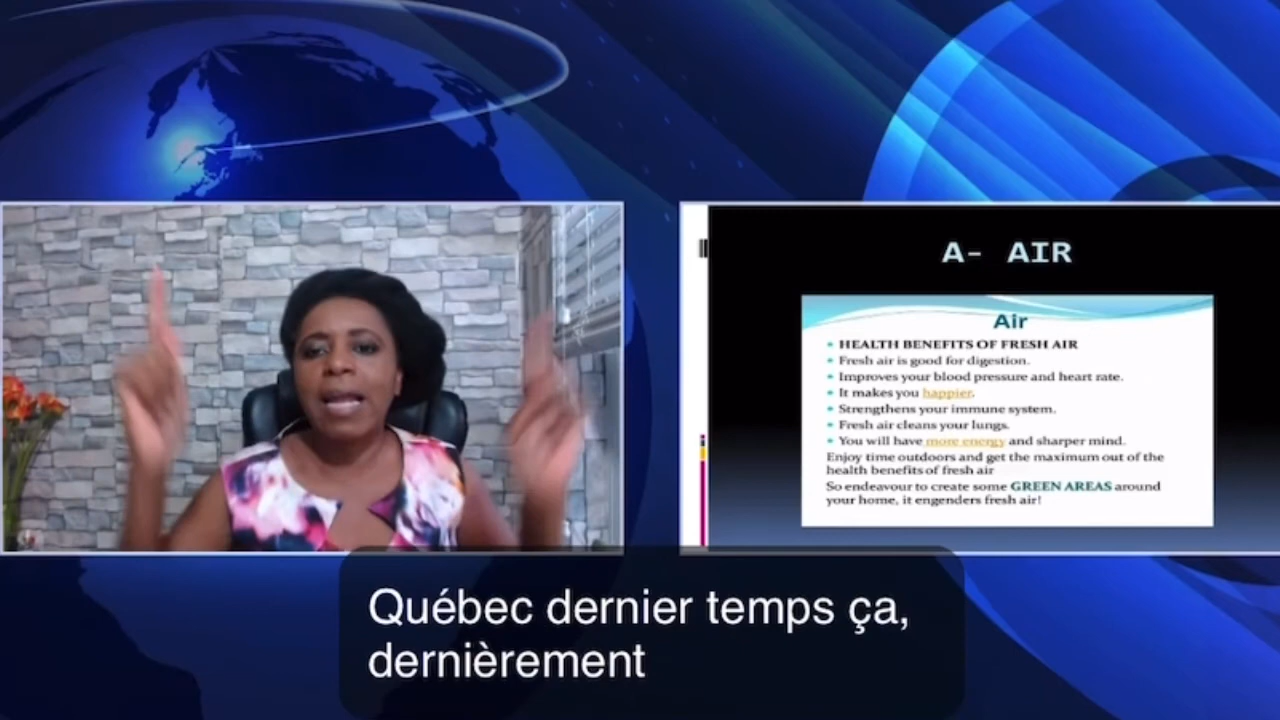 A- AIR
Air
HEALTH BENEFITS OF FRESH AIR
Fresh air is good for digestion.
Improves your blood pressure and heart rate.
It makes you happier.
Strengthens your immune system.
Fresh air cleans your lungs.
You will have more energy and sharper mind.
Enjoy time outdoors and get the maximum out of the
health benefits of fresh air
So endeavour to create some GREEN AREAS around
your home, it engenders fresh air!
Québec dernier temps ça,
dernièrement